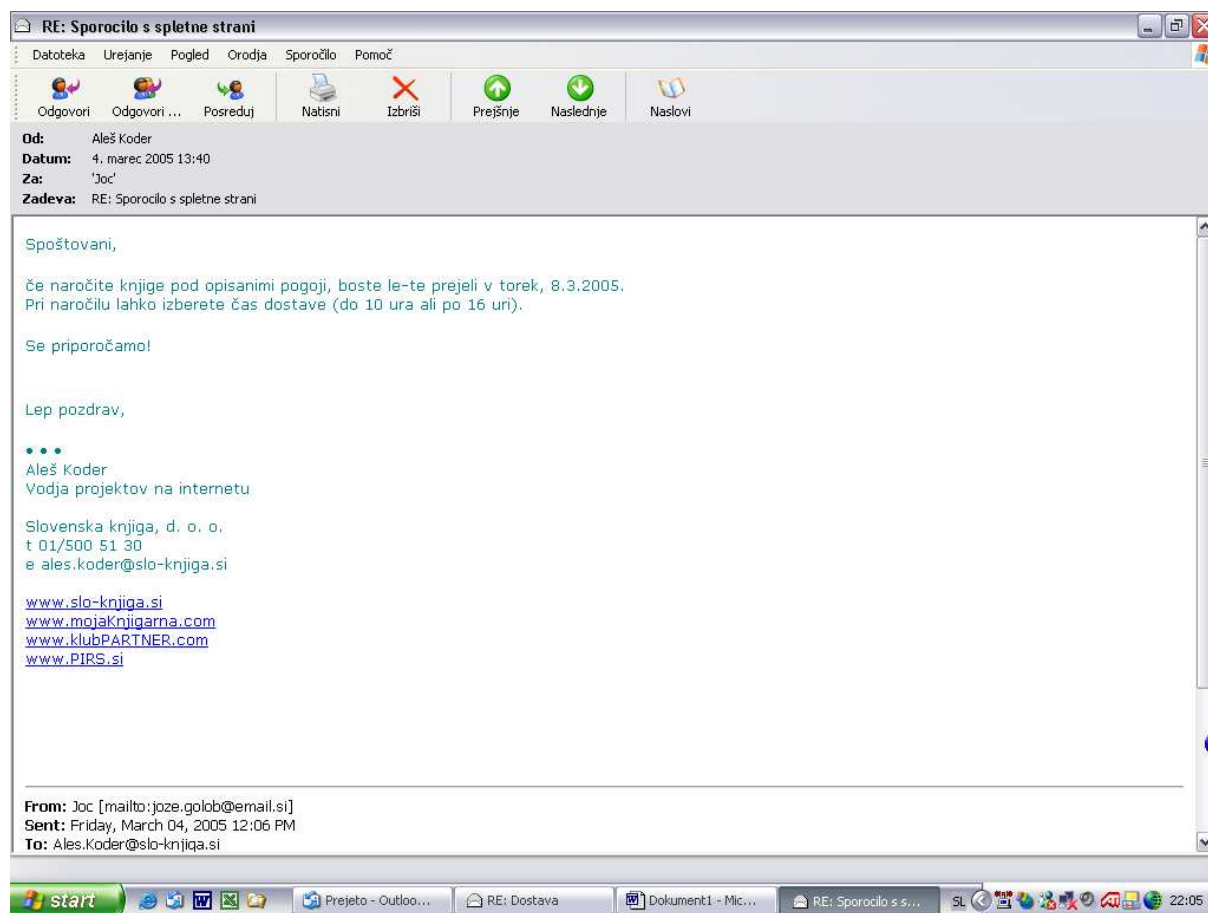 RE: Sporocilo s spletne strani
Datoteka Urejanje Pogled Orodja Sporočilo Pomoč
Odgovori Odgovori ... Posreduj Natisni Izbriši Prejšnje Naslednje Naslovi
Od: Aleš Koder
Datum: 4. marec 2005 13:40
Za: 'Joc'
Zadeva: RE: Sporocilo s spletne strani
Spoštovani,
če naročite knjige pod opisanimi pogoji, boste le-te prejeli v torek, 8.3.2005.
Pri naročilu lahko izberete čas dostave (do 10 ura ali po 16 uri).
Se priporočamo!
Lep pozdrav,
• • •
Aleš Koder
Vodja projektov na internetu
Slovenska knjiga, d. o. o.
t 01/500 51 30
e ales.koder@slo-knjiga.si
www.slo-knjiga.si
www.mojaKnjigarna.com
www.klubPARTNER.com
www.PIRS.si
From: Joc [mailto:joze.golob@email.si]
Sent: Friday, March 04, 2005 12:06 PM
To: Ales.Koder@slo-knjiga.si
start Prejeto - Outloo... RE: Dostava Dokument1 - Mic... RE: Sporocilo s s... SL 22:05